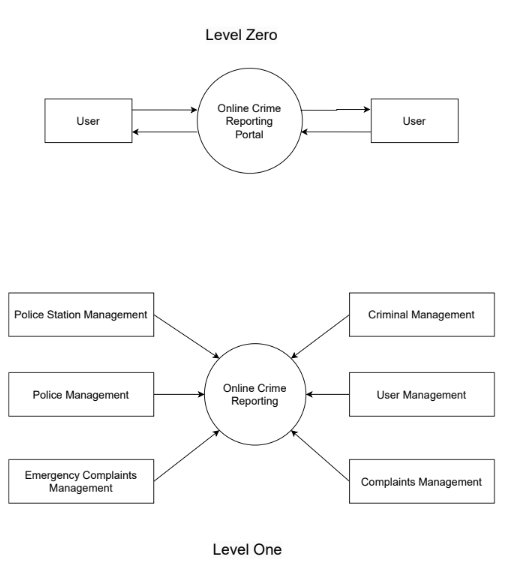 Level Zero
User
Online Crime
Reporting
Portal
User
Police Station Management
Criminal Management
Police Management
Online Crime
Reporting
User Management
Emergency Complaints
Management
Complaints Management
Level One